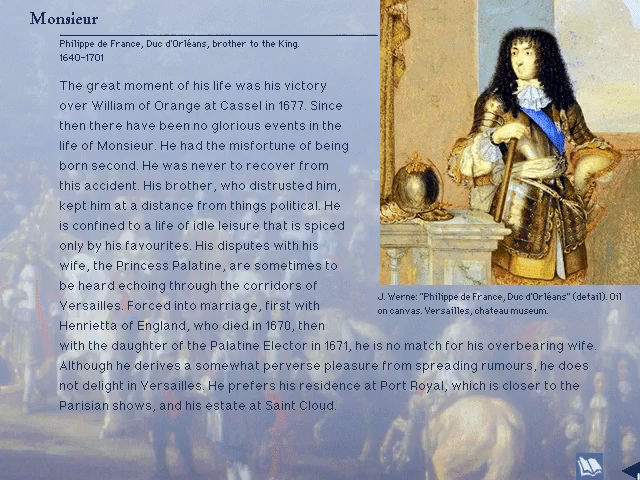 Monsieur
Philippe de France, Duc d'Orléans, brother to the King.
1640-1701
The great moment of his life was his victory
over William of Orange at Cassel in 1677. Since
then there have been no glorious events in the
life of Monsieur. He had the misfortune of being
born second. He was never to recover from
this accident. His brother, who distrusted him,
kept him at a distance from things political. He
is confined to a life of idle leisure that is spiced
only by his favourites. His disputes with his
wife, the Princess Palatine, are sometimes to
be heard echoing through the corridors of
Versailles. Forced into marriage, first with
Henrietta of England, who died in 1670, then
with the daughter of the Palatine Elector in 1671, he is no match for his overbearing wife.
Although he derives a somewhat perverse pleasure from spreading rumours, he does
not delight in Versailles. He prefers his residence at Port Royal, which is closer to the
Parisian shows, and his estate at Saint Cloud.
J. Werne: "Philippe de France, Duc d'Orléans" (detail). Oil
on canvas. Versailles, chateau museum.